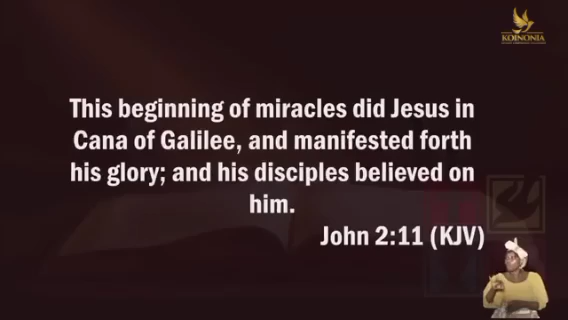 KOINONIA
This beginning of miracles did Jesus in
Cana of Galilee, and manifested forth
his glory; and his disciples believed on
him.
John 2:11 (KJV)